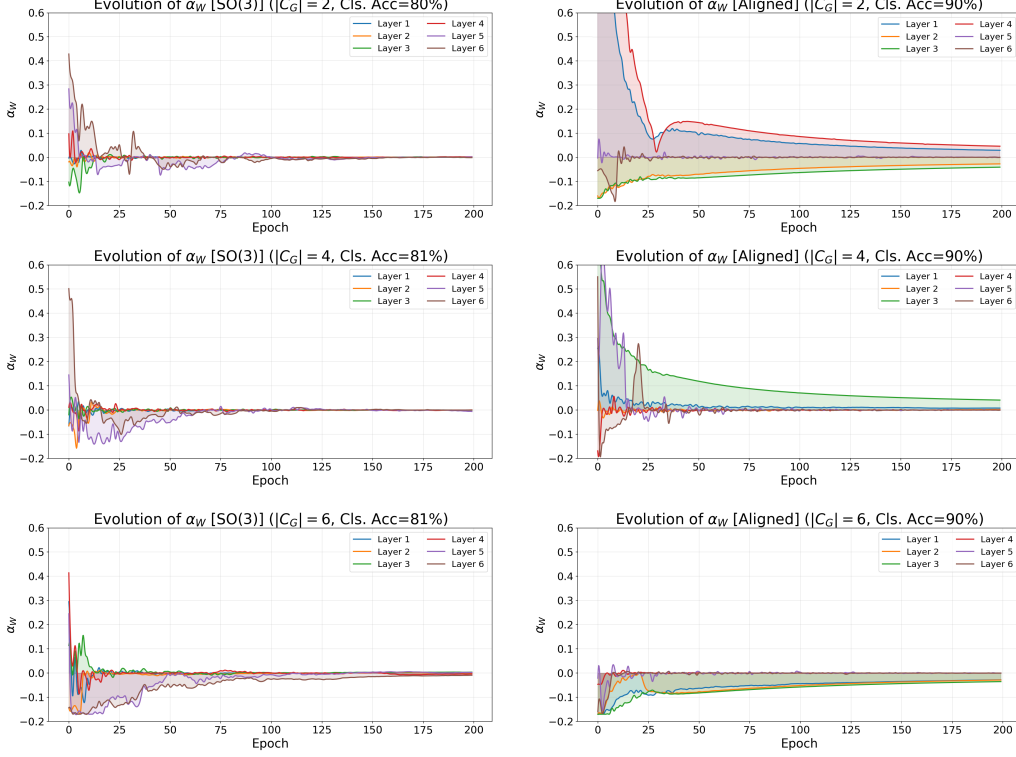 Evolution of α_W [SO(3)] (|C_G| = 2, Cls. Acc=80%)
Layer 1 Layer 4
Layer 2 Layer 5
Layer 3 Layer 6
0.6
0.5
0.4
0.3
0.2
0.1
0.0
−0.1
−0.2
α_W
0 25 50 75 100 125 150 175 200
Epoch
Evolution of α_W [Aligned] (|C_G| = 2, Cls. Acc=90%)
Layer 1 Layer 4
Layer 2 Layer 5
Layer 3 Layer 6
0.6
0.5
0.4
0.3
0.2
0.1
0.0
−0.1
−0.2
α_W
0 25 50 75 100 125 150 175 200
Epoch
Evolution of α_W [SO(3)] (|C_G| = 4, Cls. Acc=81%)
Layer 1 Layer 4
Layer 2 Layer 5
Layer 3 Layer 6
0.6
0.5
0.4
0.3
0.2
0.1
0.0
−0.1
−0.2
α_W
0 25 50 75 100 125 150 175 200
Epoch
Evolution of α_W [Aligned] (|C_G| = 4, Cls. Acc=90%)
Layer 1 Layer 4
Layer 2 Layer 5
Layer 3 Layer 6
0.6
0.5
0.4
0.3
0.2
0.1
0.0
−0.1
−0.2
α_W
0 25 50 75 100 125 150 175 200
Epoch
Evolution of α_W [SO(3)] (|C_G| = 6, Cls. Acc=81%)
Layer 1 Layer 4
Layer 2 Layer 5
Layer 3 Layer 6
0.6
0.5
0.4
0.3
0.2
0.1
0.0
−0.1
−0.2
α_W
0 25 50 75 100 125 150 175 200
Epoch
Evolution of α_W [Aligned] (|C_G| = 6, Cls. Acc=90%)
Layer 1 Layer 4
Layer 2 Layer 5
Layer 3 Layer 6
0.6
0.5
0.4
0.3
0.2
0.1
0.0
−0.1
−0.2
α_W
0 25 50 75 100 125 150 175 200
Epoch